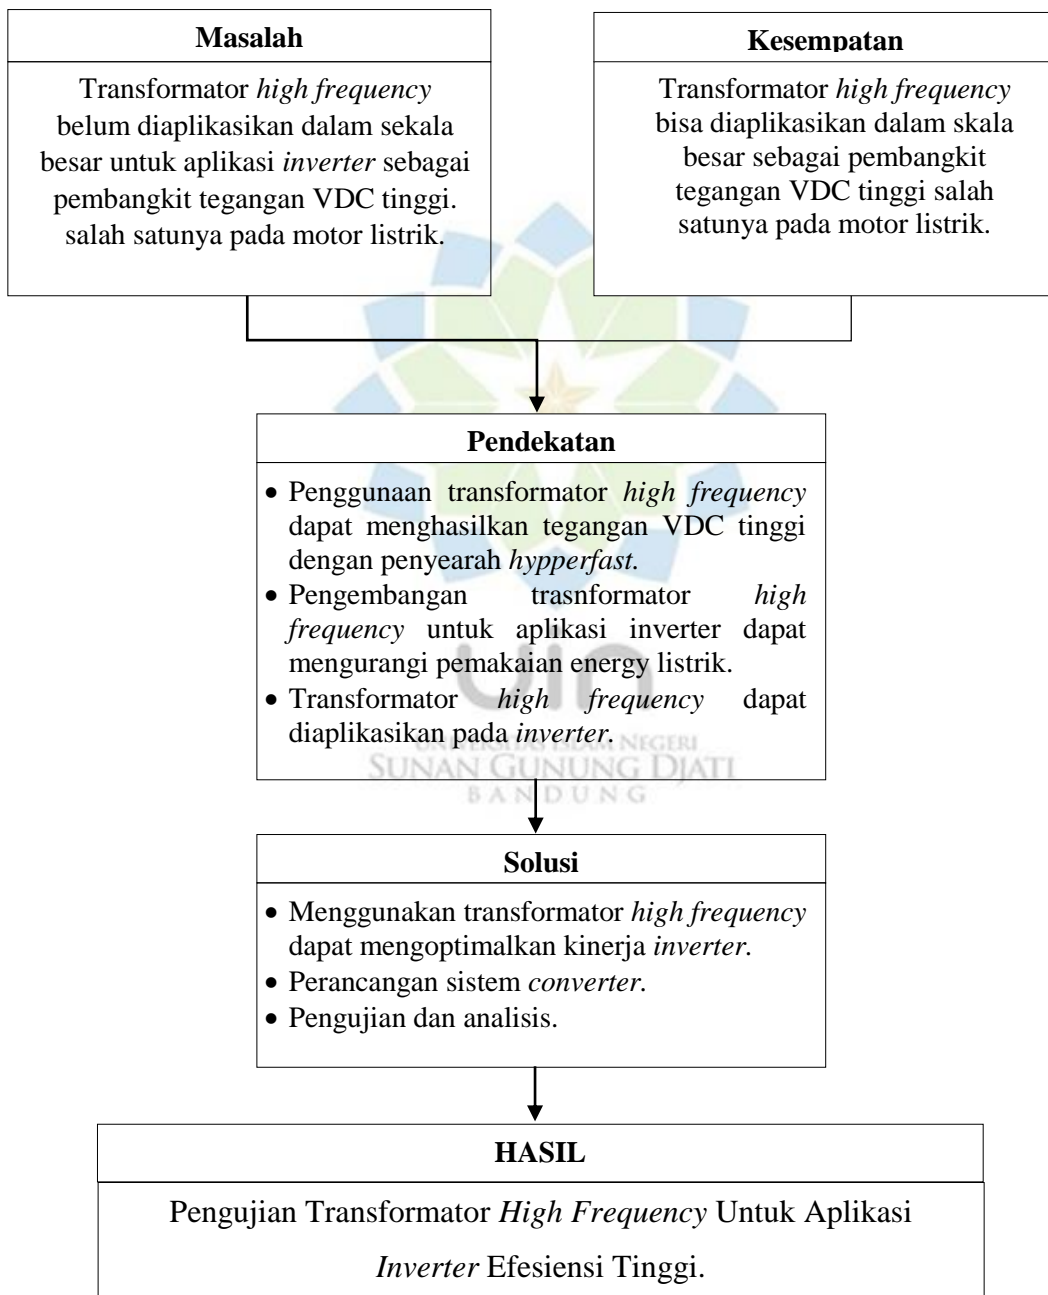 Masalah
Transformator high frequency
belum diaplikasikan dalam sekala
besar untuk aplikasi inverter sebagai
pembangkit tegangan VDC tinggi.
salah satunya pada motor listrik.
Kesempatan
Transformator high frequency
bisa diaplikasikan dalam skala
besar sebagai pembangkit
tegangan VDC tinggi salah
satunya pada motor listrik.
Pendekatan
• Penggunaan transformator high frequency
dapat menghasilkan tegangan VDC tinggi
dengan penyearah hypperfast.
• Pengembangan trasnformator high
frequency untuk aplikasi inverter dapat
mengurangi pemakaian energy listrik.
• Transformator high frequency dapat
diaplikasikan pada inverter.
uin
UNIVERSITAS ISLAM NEGERI
SUNAN GUNUNG DJATI
BANDUNG
Solusi
• Menggunakan transformator high frequency
dapat mengoptimalkan kinerja inverter.
• Perancangan sistem converter.
• Pengujian dan analisis.
HASIL
Pengujian Transformator High Frequency Untuk Aplikasi
Inverter Efesiensi Tinggi.